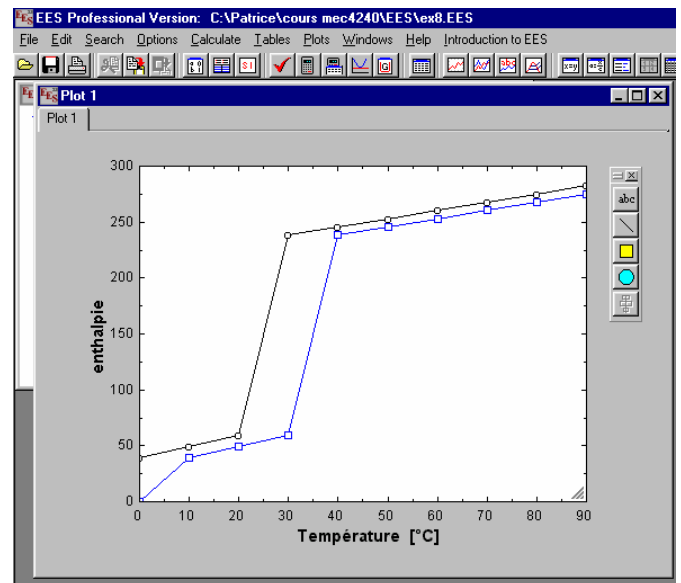 EES Professional Version: C:\Patrice\cours mec4240\EES\ex8.EES
File Edit Search Options Calculate Tables Plots Windows Help Introduction to EES
Plot 1
Plot 1
abc
300
250
200
150
100
50
0
enthalpie
0 10 20 30 40 50 60 70 80 90
Température [°C]